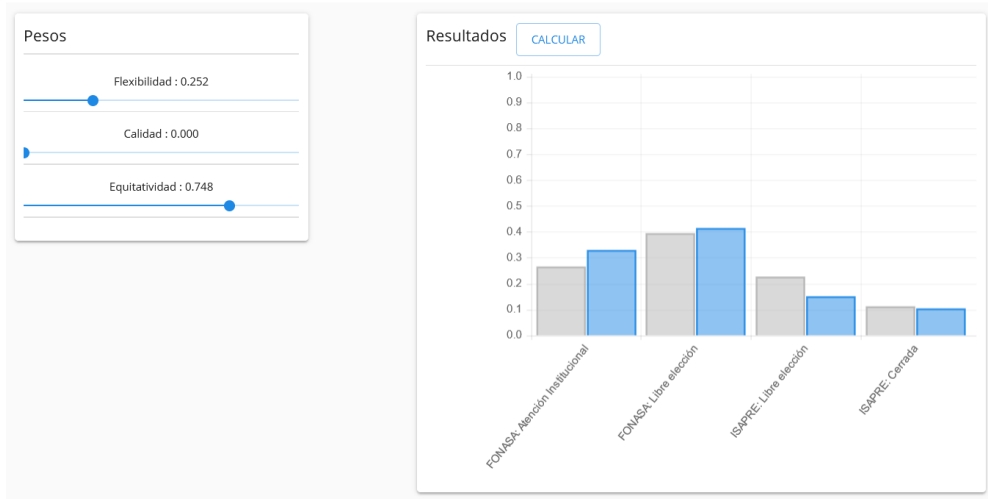 Pesos
Flexibilidad : 0.252
Calidad : 0.000
Equitatividad : 0.748
Resultados
CALCULAR
1.0
0.9
0.8
0.7
0.6
0.5
0.4
0.3
0.2
0.1
0.0
FONASA: Atención Institucional
FONASA: Libre elección
ISAPRE: Libre elección
ISAPRE: Cerrada